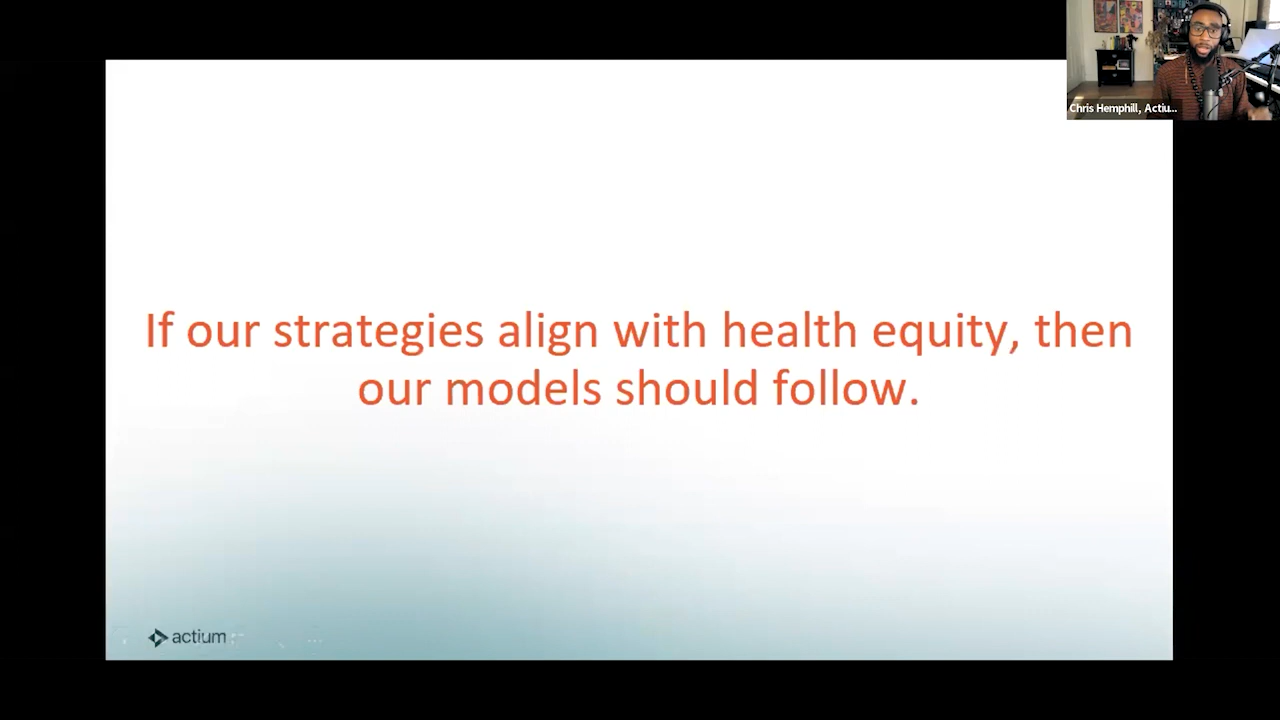 Chris Hemphill, Actiu...
If our strategies align with health equity, then
our models should follow.
actium